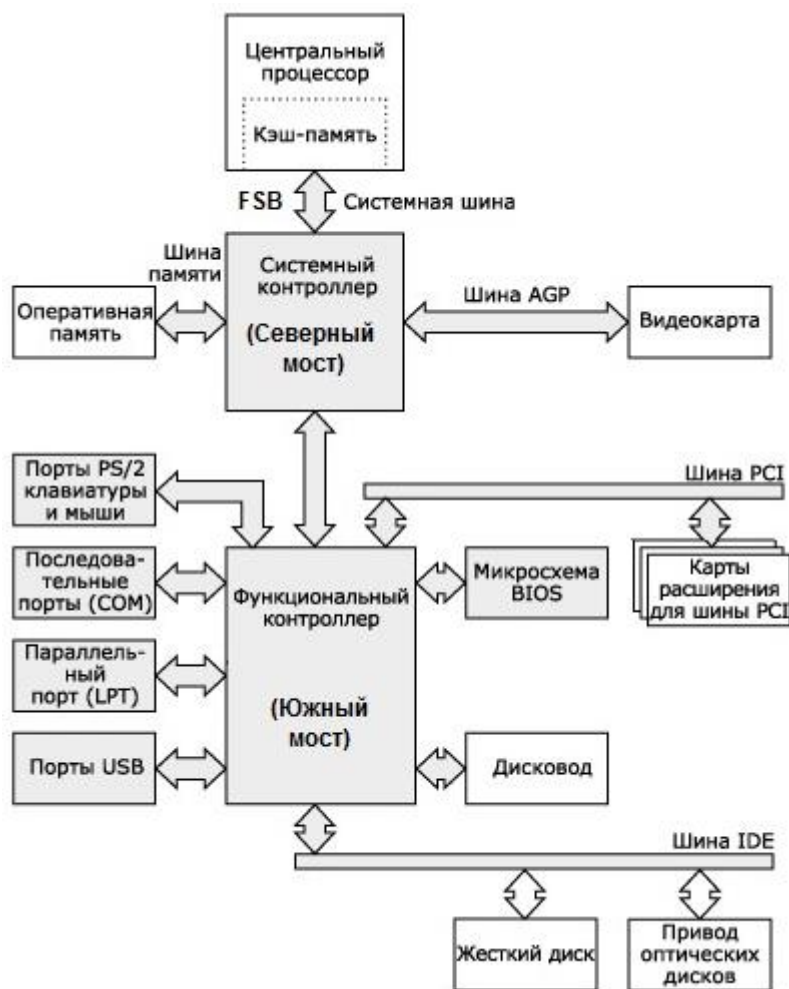 Центральный
процессор
Кэш-память
FSB
Системная шина
Шина
памяти
Системный
контроллер
(Северный
мост)
Оперативная
память
Шина AGP
Видеокарта
Порты PS/2
клавиатуры
и мыши
Шина PCI
Последова-
тельные
порты (COM)
Функциональный
контроллер
(Южный
мост)
Микросхема
BIOS
Карты
расширения
для шины PCI
Параллель-
ный
порт (LPT)
Порты USB
Дисковод
Шина IDE
Жесткий диск
Привод
оптических
дисков